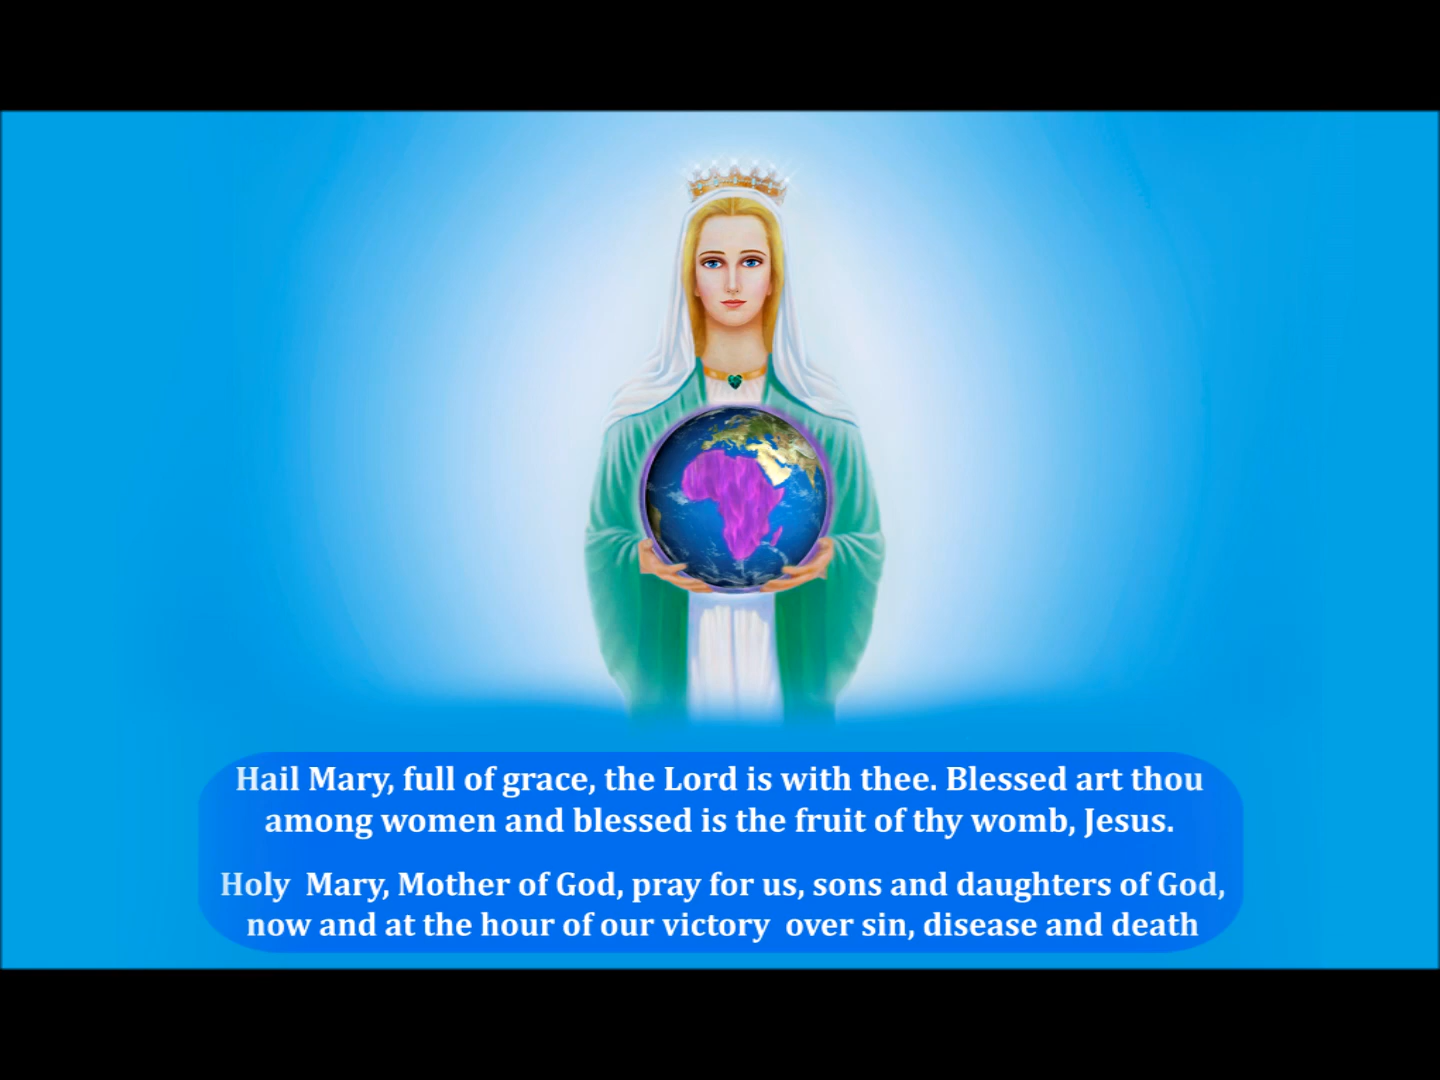 Hail Mary, full of grace, the Lord is with thee. Blessed art thou
among women and blessed is the fruit of thy womb, Jesus.
Holy  Mary, Mother of God, pray for us, sons and daughters of God,
now and at the hour of our victory  over sin, disease and death